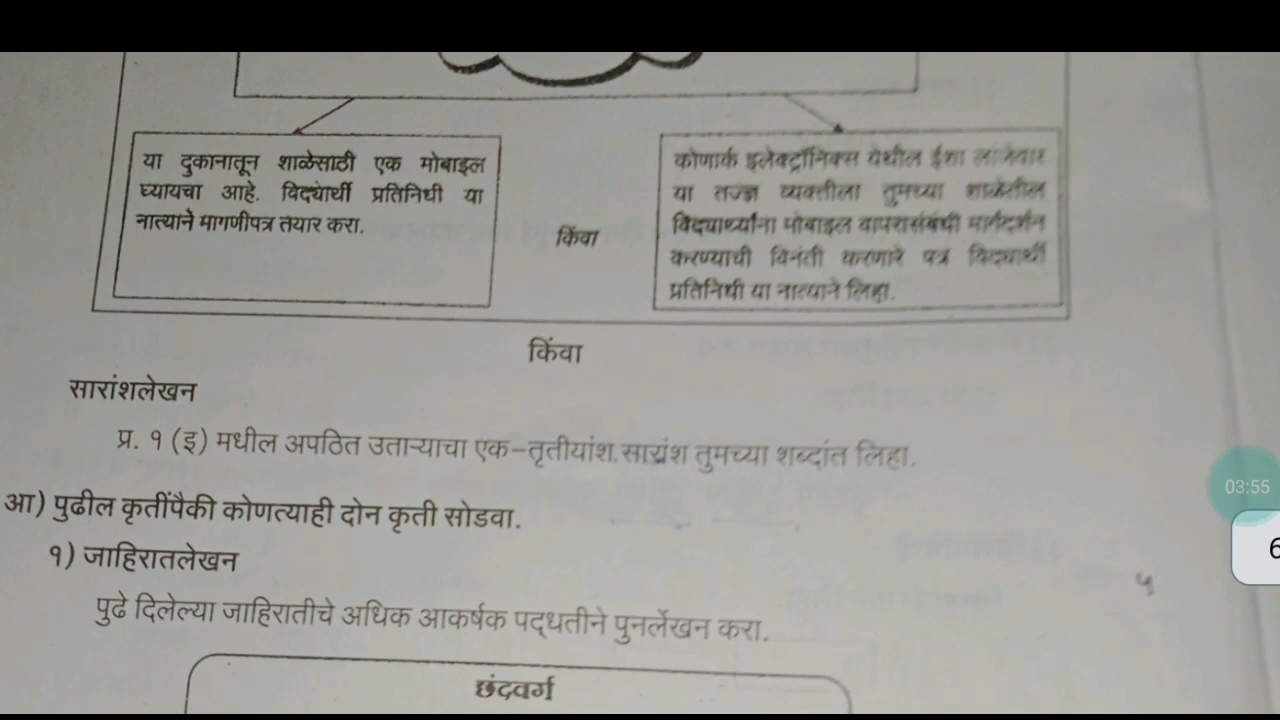 या दुकानातून शाळेसाठी एक मोबाइल
घ्यायचा आहे. विद्यार्थी प्रतिनिधी या
नात्याने मागणीपत्र तयार करा.
किंवा
कोणार्क इलेक्ट्रॉनिक्स येथील ईशा
या तज्ज्ञ व्यक्तीला तुमच्या शाळेतील
विद्यार्थ्यांना मोबाइल वापरासंबंधी मार्गदर्शन
करण्याची विनंती करणारे पत्र विद्यार्थी
प्रतिनिधी या नात्याने लिहा.
किंवा
सारांशलेखन
प्र. १ (इ) मधील अपठित उताऱ्याचा एक-तृतीयांश सारांश तुमच्या शब्दांत लिहा.
आ) पुढील कृतींपैकी कोणत्याही दोन कृती सोडवा.
१) जाहिरातलेखन
५
पुढे दिलेल्या जाहिरातीचे अधिक आकर्षक पद्धतीने पुनर्लेखन करा.
छंदवर्ग
03:55
6